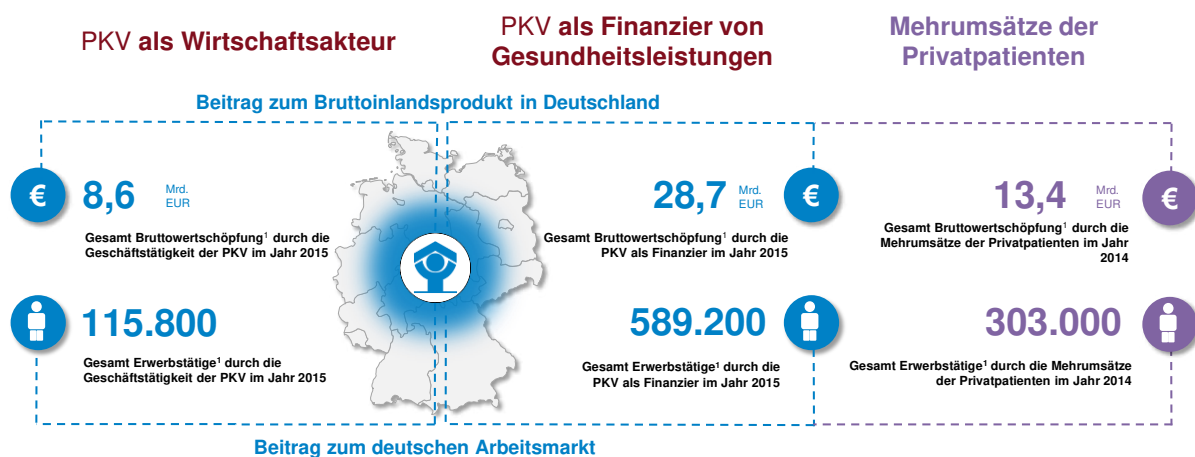 PKV als Wirtschaftsakteur
PKV als Finanzier von
Gesundheitsleistungen
Mehrumsätze der
Privatpatienten
Beitrag zum Bruttoinlandsprodukt in Deutschland
€
8,6
Mrd.
EUR
Gesamt Bruttowertschöpfung¹ durch die
Geschäftstätigkeit der PKV im Jahr 2015
28,7
Mrd.
EUR
€
Gesamt Bruttowertschöpfung¹ durch die
PKV als Finanzier im Jahr 2015
13,4
Mrd.
EUR
€
Gesamt Bruttowertschöpfung¹ durch die
Mehrumsätze der Privatpatienten im Jahr
2014
115.800
Gesamt Erwerbstätige¹ durch die
Geschäftstätigkeit der PKV im Jahr 2015
589.200
Gesamt Erwerbstätige¹ durch die
PKV als Finanzier im Jahr 2015
303.000
Gesamt Erwerbstätige¹ durch die Mehrumsätze
der Privatpatienten im Jahr 2014
Beitrag zum deutschen Arbeitsmarkt